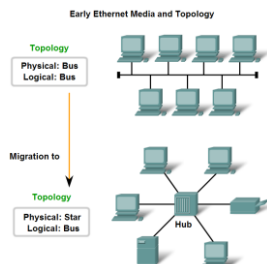 Early Ethernet Media and Topology
Topology
Physical: Bus
Logical: Bus
Migration to
Topology
Physical: Star
Logical: Bus
Hub